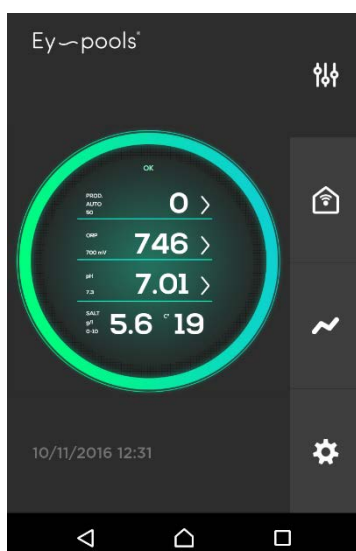 Ey~pools®
OK
PROD.
AUTO
50
0 >
ORP
700 mV
746 >
pH
7.3
7.01 >
SALT
g/l
0-10
5.6
C°
19
10/11/2016 12:31